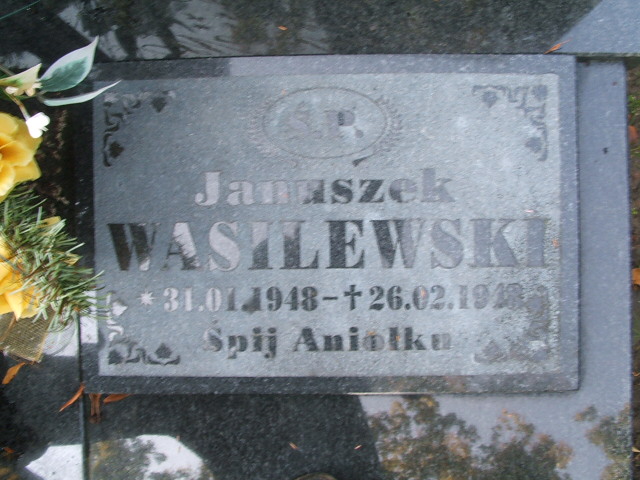 Ś.P.
Januszek
WASILEWSKI
* 31.01.1948 - † 26.02.1948
Śpij Aniołku